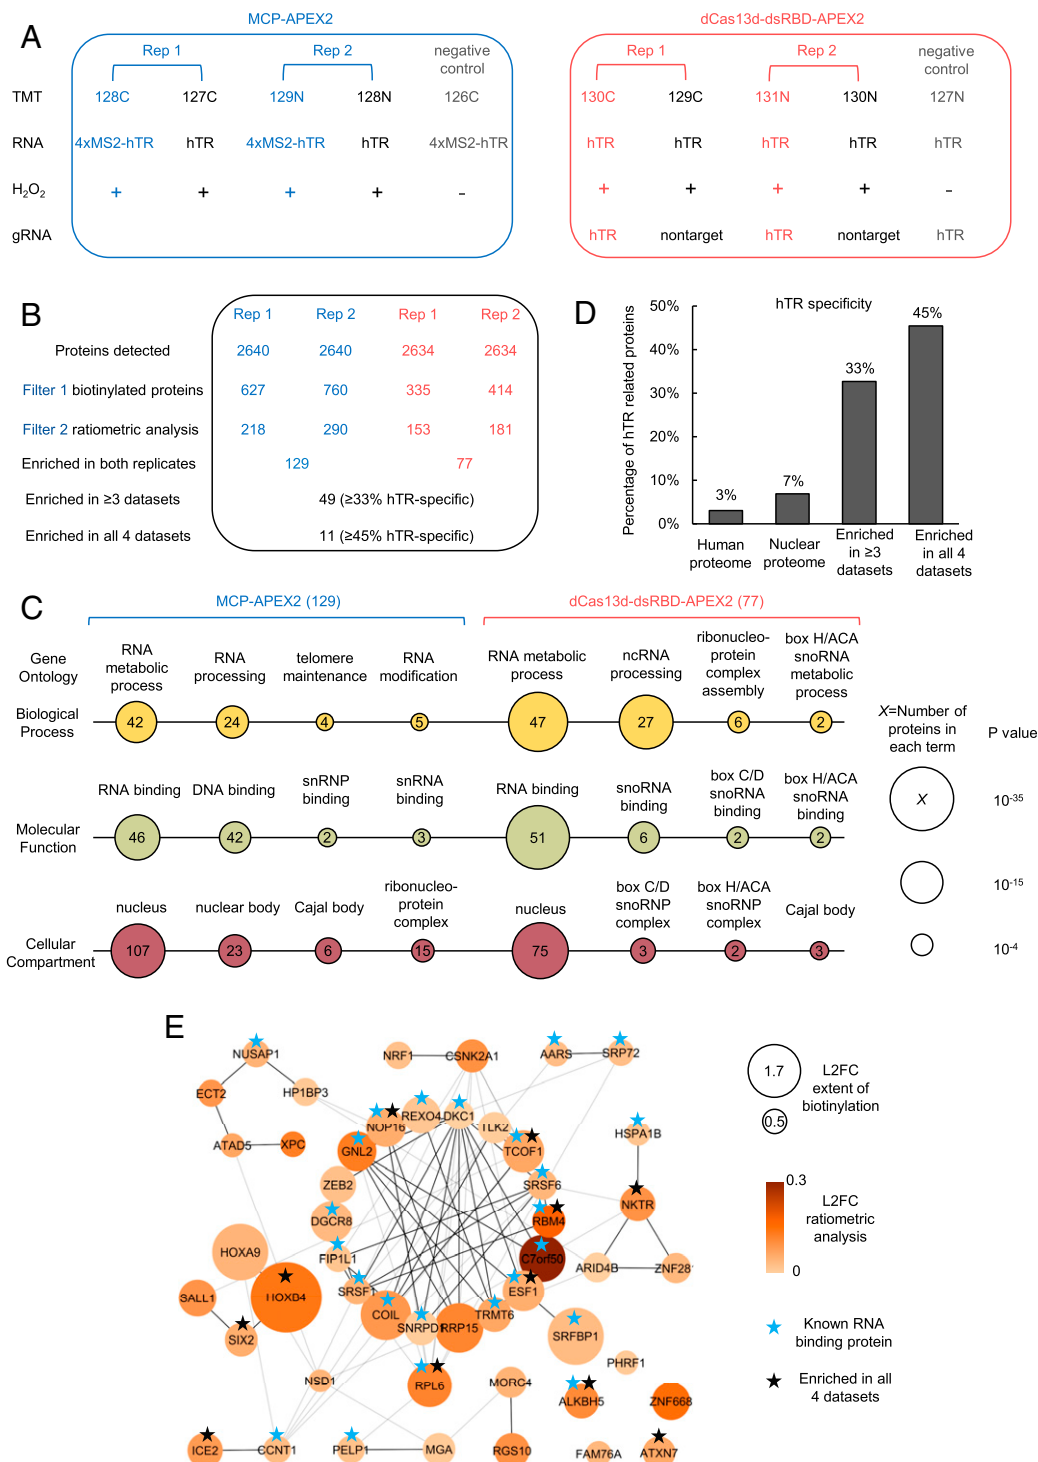 A
MCP-APEX2
dCas13d-dsRBD-APEX2
Rep 1
Rep 2
negative
control
Rep 1
Rep 2
negative
control
TMT
128C
127C
129N
128N
126C
130C
129C
131N
130N
127N
RNA
4xMS2-hTR
hTR
4xMS2-hTR
hTR
4xMS2-hTR
hTR
hTR
hTR
hTR
hTR
H2O2
+
+
+
+
-
+
+
+
+
-
gRNA
hTR
nontarget
hTR
nontarget
hTR
B
Rep 1
Rep 2
Rep 1
Rep 2
Proteins detected
2640
2640
2634
2634
Filter 1 biotinylated proteins
627
760
335
414
Filter 2 ratiometric analysis
218
290
153
181
Enriched in both replicates
129
77
Enriched in ≥3 datasets
49 (≥33% hTR-specific)
Enriched in all 4 datasets
11 (≥45% hTR-specific)
D
hTR specificity
Percentage of hTR related proteins
50%
40%
30%
20%
10%
0%
3%
7%
33%
45%
Human
proteome
Nuclear
proteome
Enriched
in ≥3
datasets
Enriched
in all 4
datasets
C
MCP-APEX2 (129)
dCas13d-dsRBD-APEX2 (77)
Gene
Ontology
RNA
metabolic
process
RNA
processing
telomere
maintenance
RNA
modification
RNA metabolic
process
ncRNA
processing
ribonucleo-
protein
complex
assembly
box H/ACA
snoRNA
metabolic
process
Biological
Process
42
24
4
5
47
27
6
2
X=Number of
proteins in
each term
P value
RNA binding
DNA binding
snRNP
binding
snRNA
binding
RNA binding
snoRNA
binding
box C/D
snoRNA
binding
box H/ACA
snoRNA
binding
Molecular
Function
46
42
2
3
51
6
2
2
X
10-35
10-15
10-4
nucleus
nuclear body
Cajal body
ribonucleo-
protein
complex
nucleus
box C/D
snoRNP
complex
box H/ACA
snoRNP
complex
Cajal body
Cellular
Compartment
107
23
6
15
75
3
2
3
E
NUSAP1
NRF1
CSNK2A1
AARS
SRP72
ECT2
HP1BP3
NOP16
REXO4
DKC1
TLK2
HSPA1B
ATAD5
XPC
GNL2
TCOF1
ZEB2
SRSF6
NKTR
DGCR8
RBM4
HOXA9
FIP1L1
C7orf50
ARID4B
ZNF28
SALL1
HOXB4
SRSF1
ESF1
COIL
SNRPD1
RRP15
TRMT6
SIX2
SRFBP1
PHRF1
NSD1
RPL6
MORC4
ALKBH5
ZNF668
ICE2
CCNT1
PELP1
MGA
RGS10
FAM76A
ATXN7
1.7
0.5
L2FC
extent of
biotinylation
0.3
0
L2FC
ratiometric
analysis
Known RNA
binding protein
Enriched in all
4 datasets